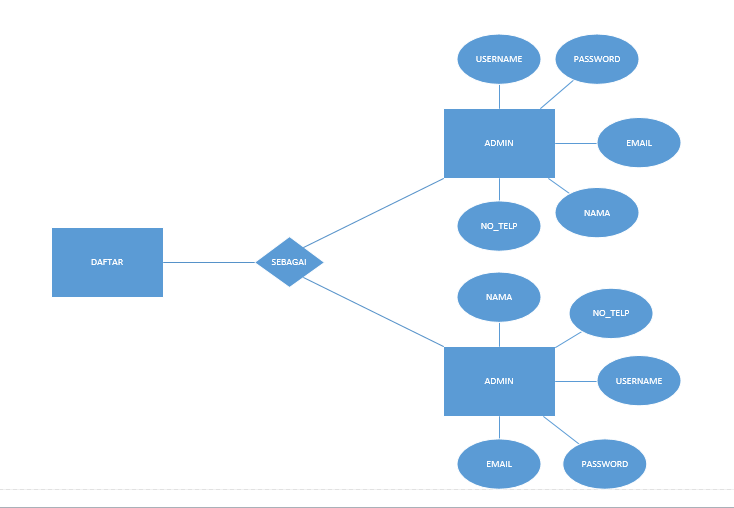 USERNAME
PASSWORD
ADMIN
EMAIL
NAMA
NO_TELP
DAFTAR
SEBAGAI
NAMA
NO_TELP
ADMIN
USERNAME
EMAIL
PASSWORD